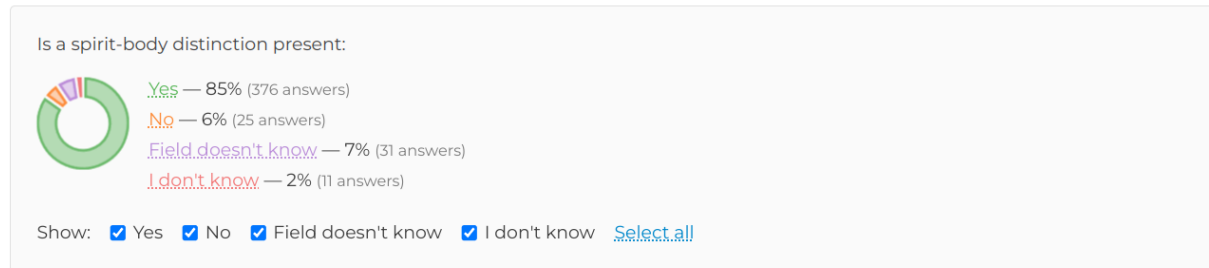 Is a spirit-body distinction present:
Yes — 85% (376 answers)
No — 6% (25 answers)
Field doesn't know — 7% (31 answers)
I don't know — 2% (11 answers)
Show: Yes No Field doesn't know I don't know Select all